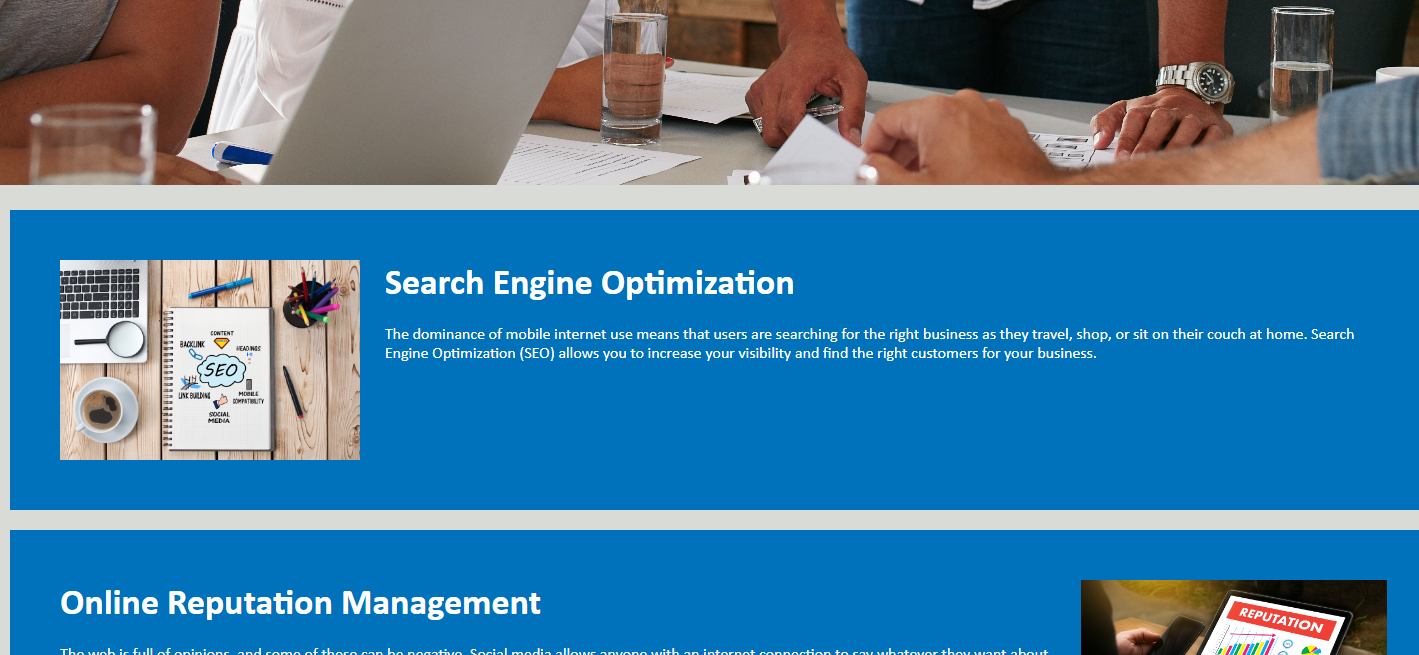 Search Engine Optimization
The dominance of mobile internet use means that users are searching for the right business as they travel, shop, or sit on their couch at home. Search
Engine Optimization (SEO) allows you to increase your visibility and find the right customers for your business.
CONTENT
BACKLINK
HEADINGS
SEO
LINK BUILDING
MOBILE
COMPATIBILITY
SOCIAL
MEDIA
Online Reputation Management
REPUTATION
The web is full of opinions, and some of these can be negative. Social media allows anyone with an internet connection to say whatever they want about